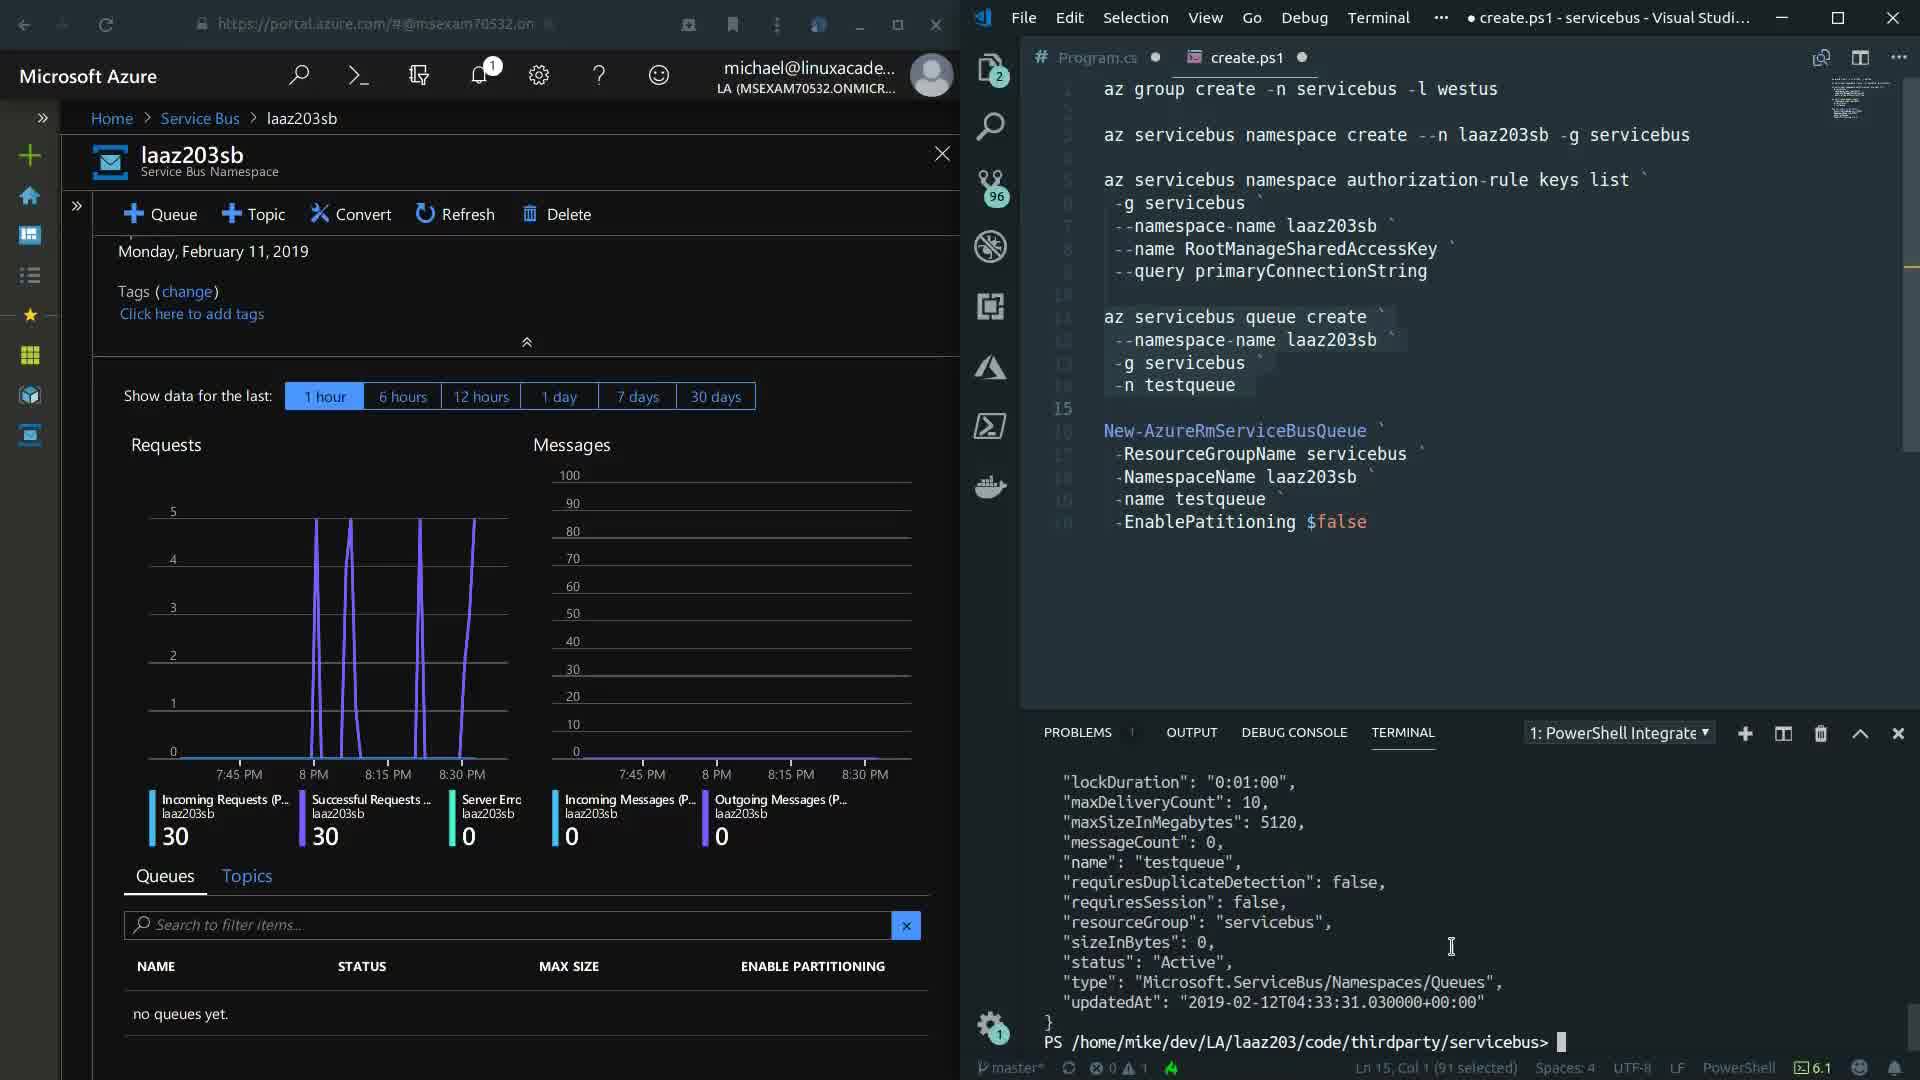 https://portal.azure.com/#@msexam70532.on
Microsoft Azure
1
michael@linuxacade...
LA (MSEXAM70532.ONMICR...
Home > Service Bus > laaz203sb
laaz203sb
Service Bus Namespace
Queue
Topic
Convert
Refresh
Delete
Monday, February 11, 2019
Tags (change)
Click here to add tags
Show data for the last:
1 hour
6 hours
12 hours
1 day
7 days
30 days
Requests
5
4
3
2
1
0
7:45 PM
8 PM
8:15 PM
8:30 PM
Incoming Requests (P...
laaz203sb
30
Successful Requests ...
laaz203sb
30
Server Erro
laaz203sb
0
Messages
100
90
80
70
60
50
40
30
20
10
0
7:45 PM
8 PM
8:15 PM
8:30 PM
Incoming Messages (P...
laaz203sb
0
Outgoing Messages (P...
laaz203sb
0
Queues
Topics
Search to filter items...
NAME
STATUS
MAX SIZE
ENABLE PARTITIONING
no queues yet.
File Edit Selection View Go Debug Terminal ··· ● create.ps1 - servicebus - Visual Studi...
2
96
1
# Program.cs ●
create.ps1 ●
az group create -n servicebus -l westus
az servicebus namespace create --n laaz203sb -g servicebus
az servicebus namespace authorization-rule keys list `
-g servicebus `
--namespace-name laaz203sb `
--name RootManageSharedAccessKey `
--query primaryConnectionString
az servicebus queue create `
--namespace-name laaz203sb `
-g servicebus `
-n testqueue
15
New-AzureRmServiceBusQueue `
-ResourceGroupName servicebus `
-NamespaceName laaz203sb `
-name testqueue `
-EnablePatitioning $false
PROBLEMS 1 OUTPUT DEBUG CONSOLE TERMINAL
1: PowerShell Integrate
"lockDuration": "0:01:00",
"maxDeliveryCount": 10,
"maxSizeInMegabytes": 5120,
"messageCount": 0,
"name": "testqueue",
"requiresDuplicateDetection": false,
"requiresSession": false,
"resourceGroup": "servicebus",
"sizeInBytes": 0,
"status": "Active",
"type": "Microsoft.ServiceBus/Namespaces/Queues",
"updatedAt": "2019-02-12T04:33:31.030000+00:00"
}
PS /home/mike/dev/LA/laaz203/code/thirdparty/servicebus>
master* 0 1 Ln 15, Col 1 (91 selected) Spaces: 4 UTF-8 LF PowerShell 6.1